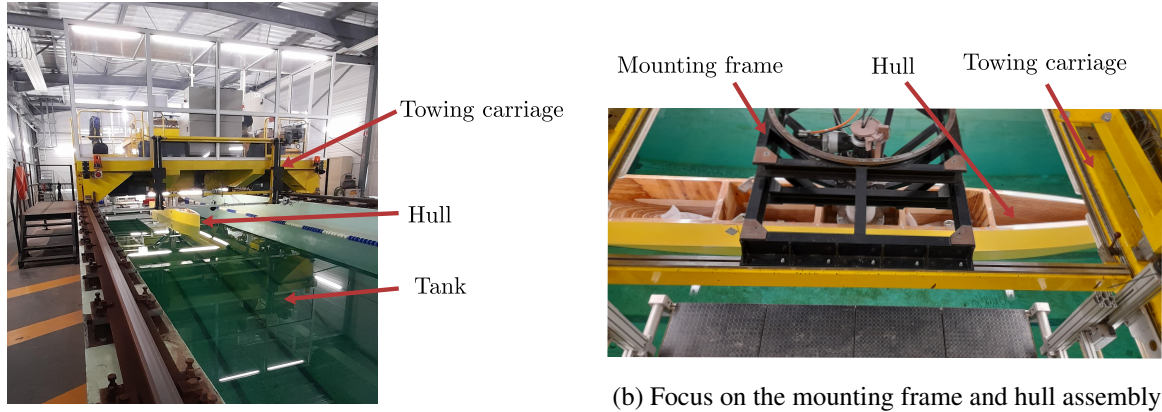 Towing carriage
Hull
Tank
Mounting frame
Hull
Towing carriage
(b) Focus on the mounting frame and hull assembly